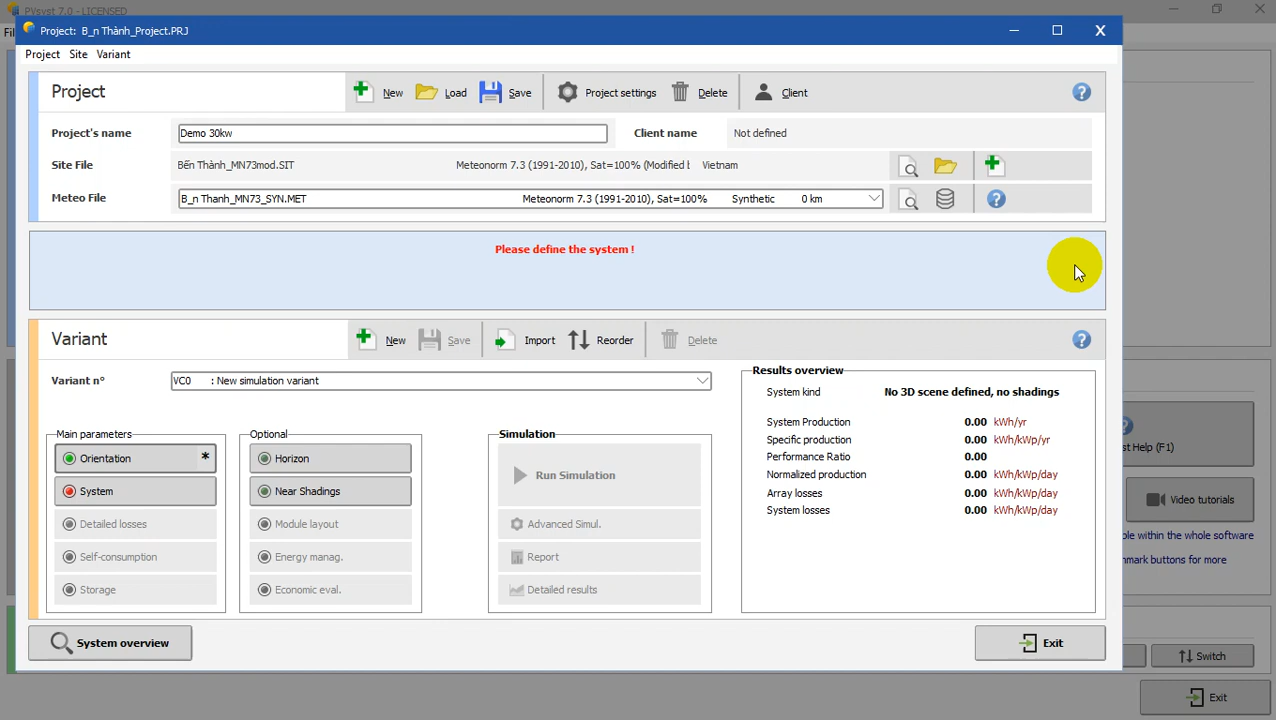 PVsyst 7.0 - LICENSED
Project: B_n Thành_Project.PRJ
Project Site Variant
Project
New Load Save Project settings Delete Client
Project's name Demo 30kw Client name Not defined
Site File Bến Thành_MN73mod.SIT Meteonorm 7.3 (1991-2010), Sat=100% (Modified b Vietnam
Meteo File B_n Thanh_MN73_SYN.MET Meteonorm 7.3 (1991-2010), Sat=100% Synthetic 0 km
Please define the system !
Variant
New Save Import Reorder Delete
Variant n° VC0 : New simulation variant
Main parameters
Orientation *
System
Detailed losses
Self-consumption
Storage
Optional
Horizon
Near Shadings
Module layout
Energy manag.
Economic eval.
Simulation
Run Simulation
Advanced Simul.
Report
Detailed results
Results overview
System kind No 3D scene defined, no shadings
System Production 0.00 kWh/yr
Specific production 0.00 kWh/kWp/yr
Performance Ratio 0.00
Normalized production 0.00 kWh/kWp/day
Array losses 0.00 kWh/kWp/day
System losses 0.00 kWh/kWp/day
System overview
Exit
Help (F1)
Video tutorials
within the whole software
buttons for more
Switch
Exit